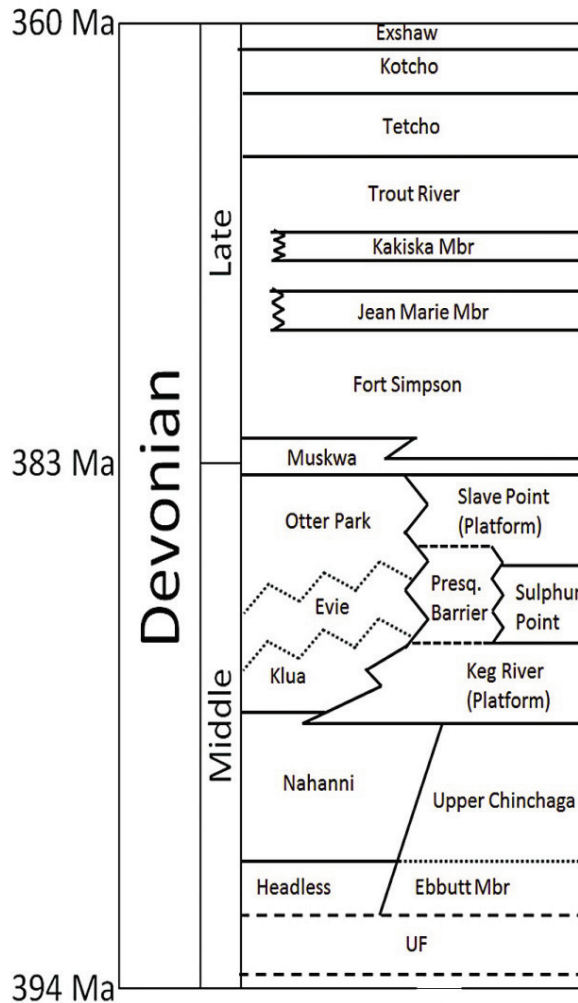 360 Ma
Exshaw
Kotcho
Tetcho
Trout River
Kakiska Mbr
Jean Marie Mbr
Fort Simpson
Late
Devonian
383 Ma
Muskwa
Otter Park
Slave Point
(Platform)
Evie
Presq.
Barrier
Sulphur
Point
Klua
Keg River
(Platform)
Middle
Nahanni
Upper Chinchaga
Headless
Ebbutt Mbr
UF
394 Ma